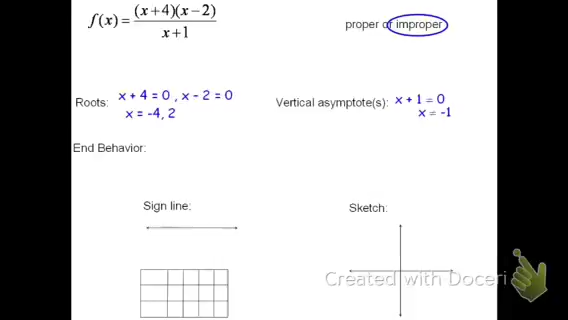 f(x) = (x+4)(x−2) / x+1
proper or improper
Roots: x + 4 = 0 , x - 2 = 0
x = -4, 2
Vertical asymptote(s): x + 1 = 0
x = -1
End Behavior:
Sign line:
Sketch:
Created with Doceri